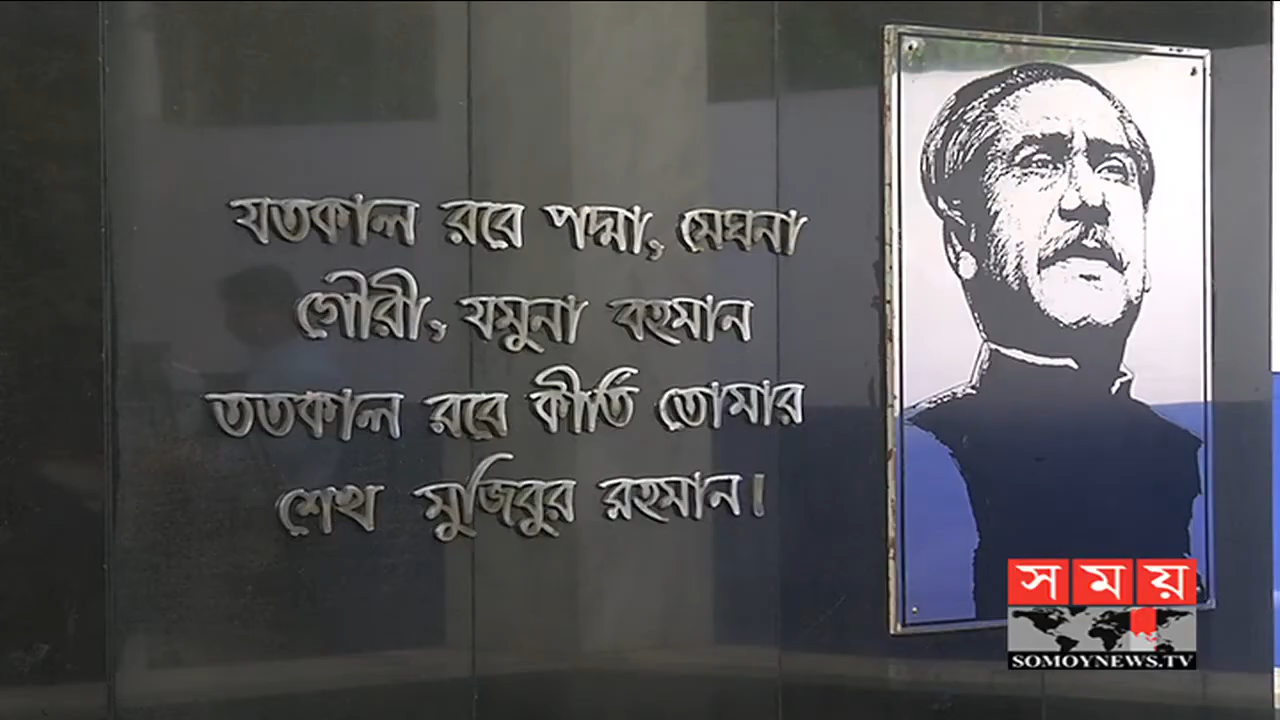 যতকাল রবে পদ্মা, মেঘনা
গৌরী, যমুনা বহমান
ততকাল রবে কীর্তি তোমার
শেখ মুজিবুর রহমান।
সময়
SOMOYNEWS.TV